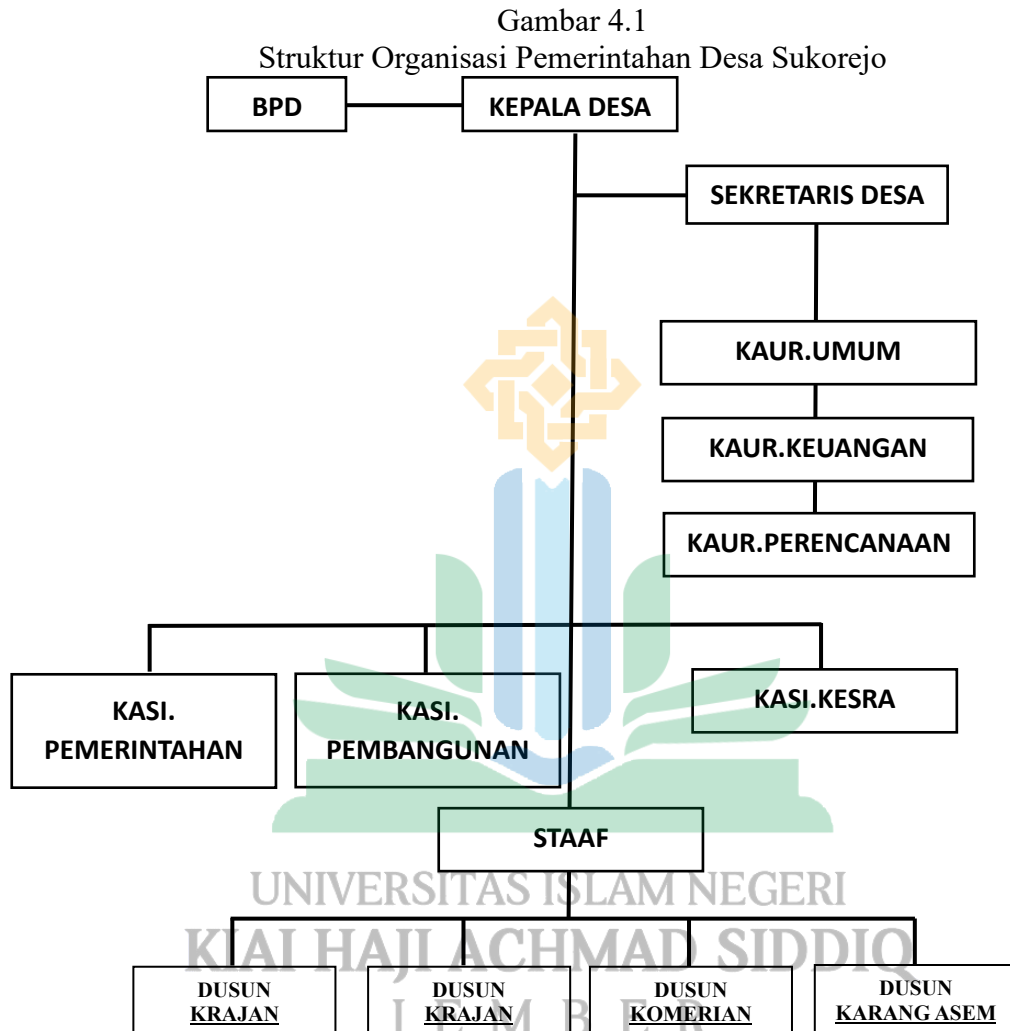 Gambar 4.1
Struktur Organisasi Pemerintahan Desa Sukorejo
BPD
KEPALA DESA
SEKRETARIS DESA
KAUR.UMUM
KAUR.KEUANGAN
KAUR.PERENCANAAN
KASI.
PEMERINTAHAN
KASI.
PEMBANGUNAN
KASI.KESRA
STAAF
UNIVERSITAS ISLAM NEGERI
KIAI HAJI ACHMAD SIDDIQ
J E M B E R
DUSUN
KRAJAN
DUSUN
KRAJAN
DUSUN
KOMERIAN
DUSUN
KARANG ASEM